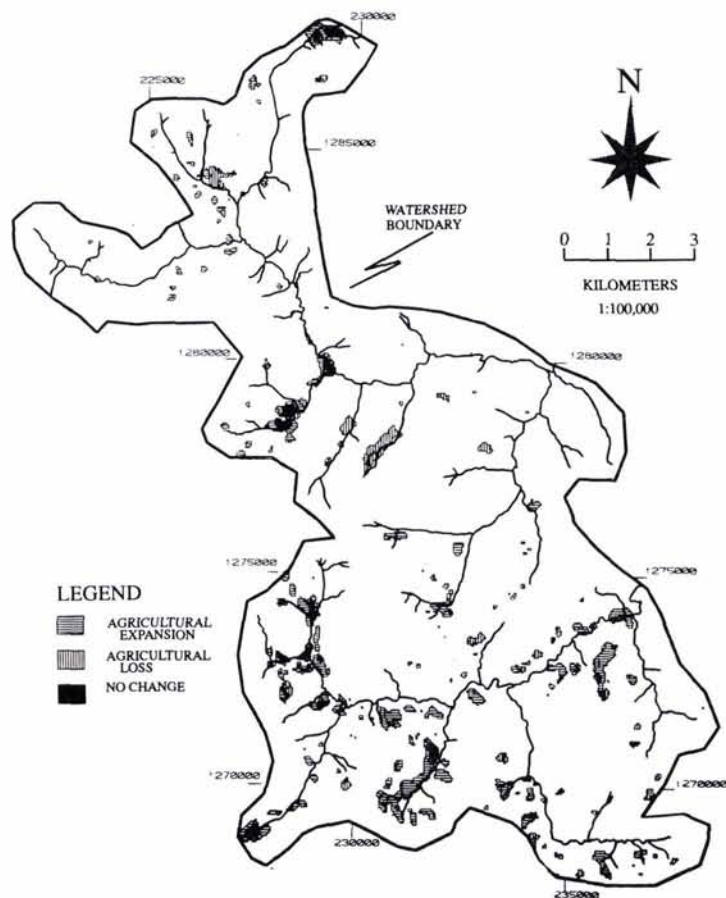 230000
225000
N
1285000
WATERSHED
BOUNDARY
0 1 2 3
KILOMETERS
1:100,000
1280000
1280000
1275000
1275000
LEGEND
AGRICULTURAL
EXPANSION
AGRICULTURAL
LOSS
NO CHANGE
1270000
1270000
230000
235000